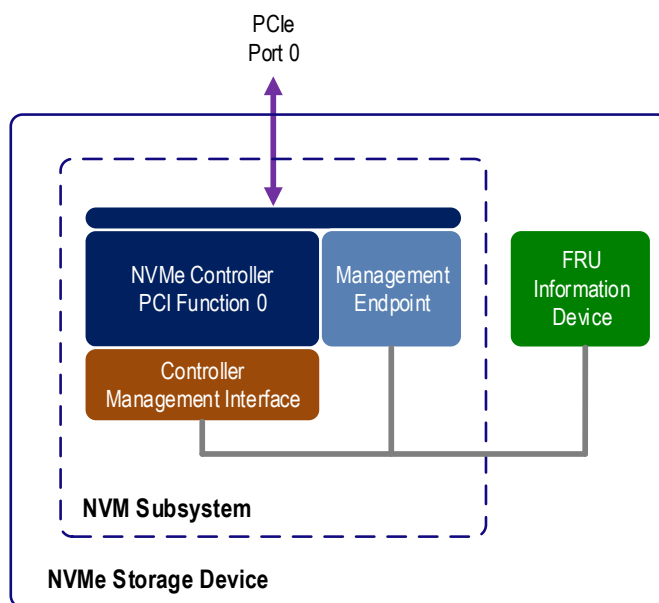 PCIe
Port 0
NVMe Controller
PCI Function 0
Management
Endpoint
FRU
Information
Device
Controller
Management Interface
NVM Subsystem
NVMe Storage Device